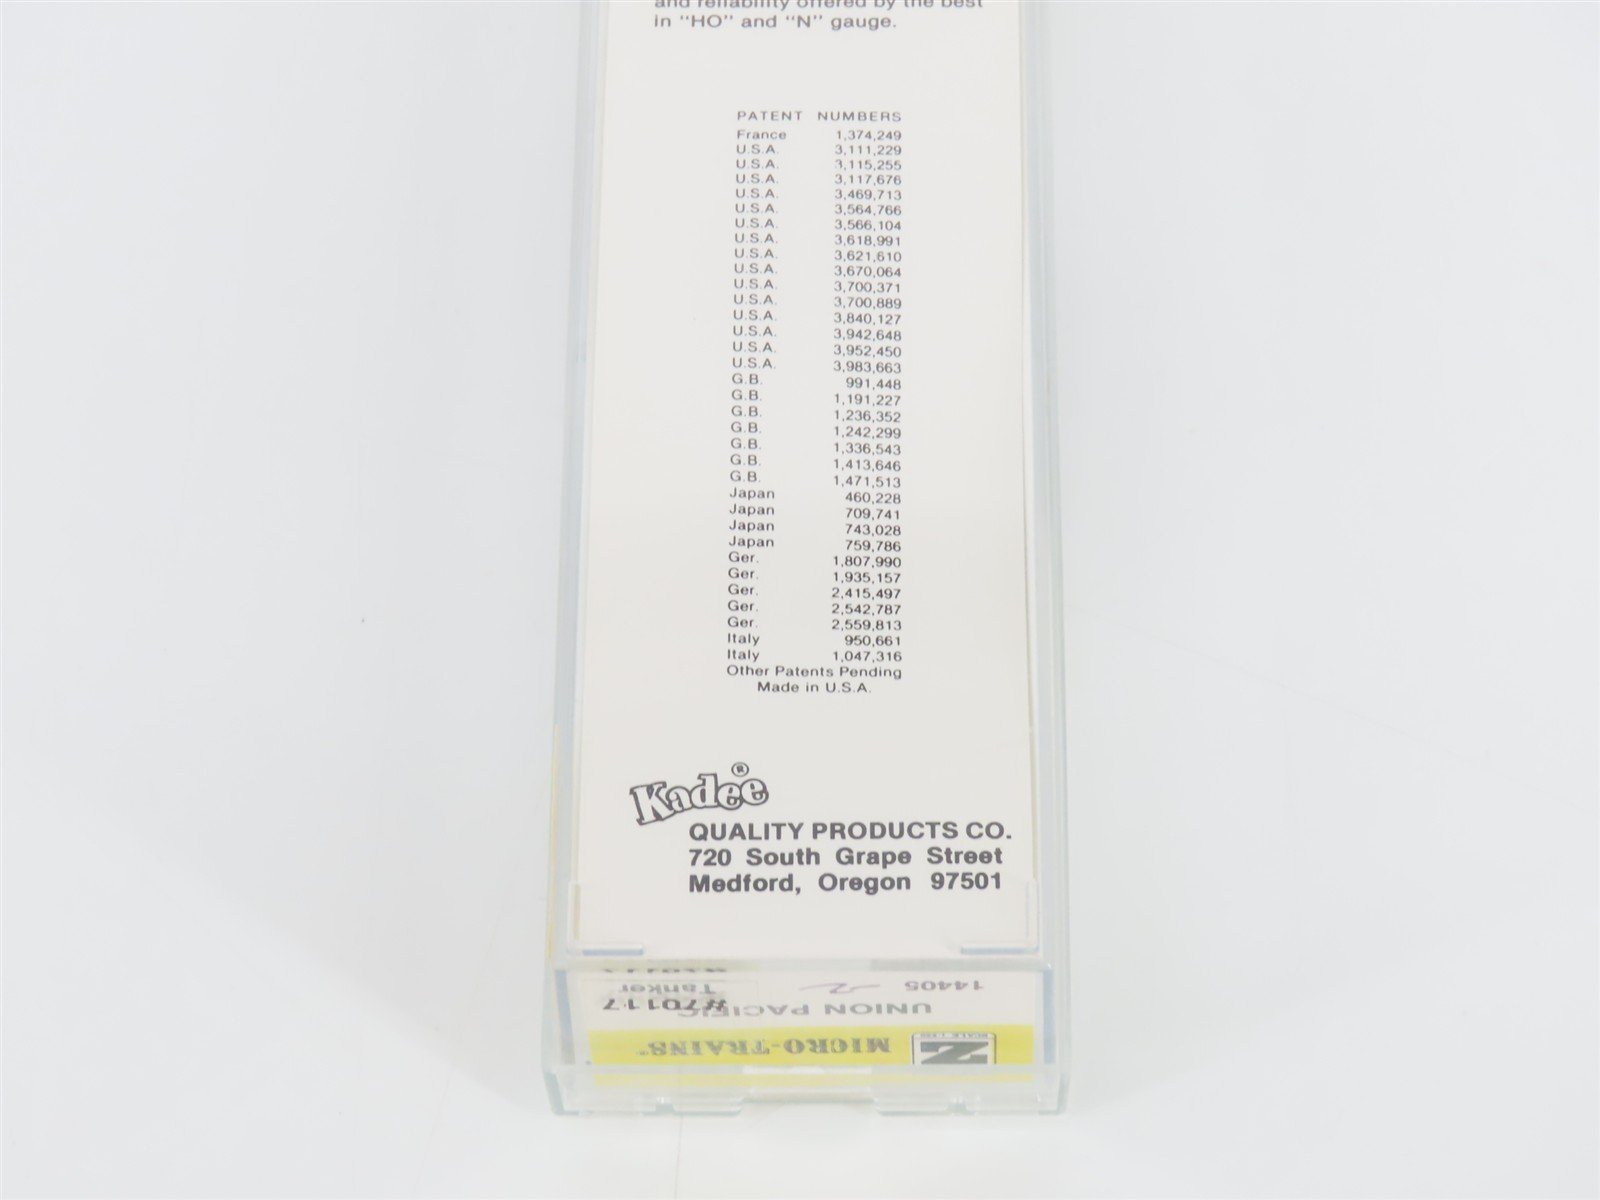 and reliability offered by the best
in "HO" and "N" gauge.
PATENT NUMBERS
France 1,374,249
U.S.A. 3,111,229
U.S.A. 3,115,255
U.S.A. 3,117,676
U.S.A. 3,469,713
U.S.A. 3,564,766
U.S.A. 3,566,104
U.S.A. 3,618,991
U.S.A. 3,621,610
U.S.A. 3,670,064
U.S.A. 3,700,371
U.S.A. 3,700,889
U.S.A. 3,840,127
U.S.A. 3,942,648
U.S.A. 3,952,450
U.S.A. 3,983,663
G.B. 991,448
G.B. 1,191,227
G.B. 1,236,352
G.B. 1,242,299
G.B. 1,336,543
G.B. 1,413,646
G.B. 1,471,513
Japan 460,228
Japan 709,741
Japan 743,028
Japan 759,786
Ger. 1,807,990
Ger. 1,935,157
Ger. 2,415,497
Ger. 2,542,787
Ger. 2,559,813
Italy 950,661
Italy 1,047,316
Other Patents Pending
Made in U.S.A.
Kadee®
QUALITY PRODUCTS CO.
720 South Grape Street
Medford, Oregon 97501
14405
Tanker
#70117
UNION PACIFIC
MICRO-TRAINS
Z